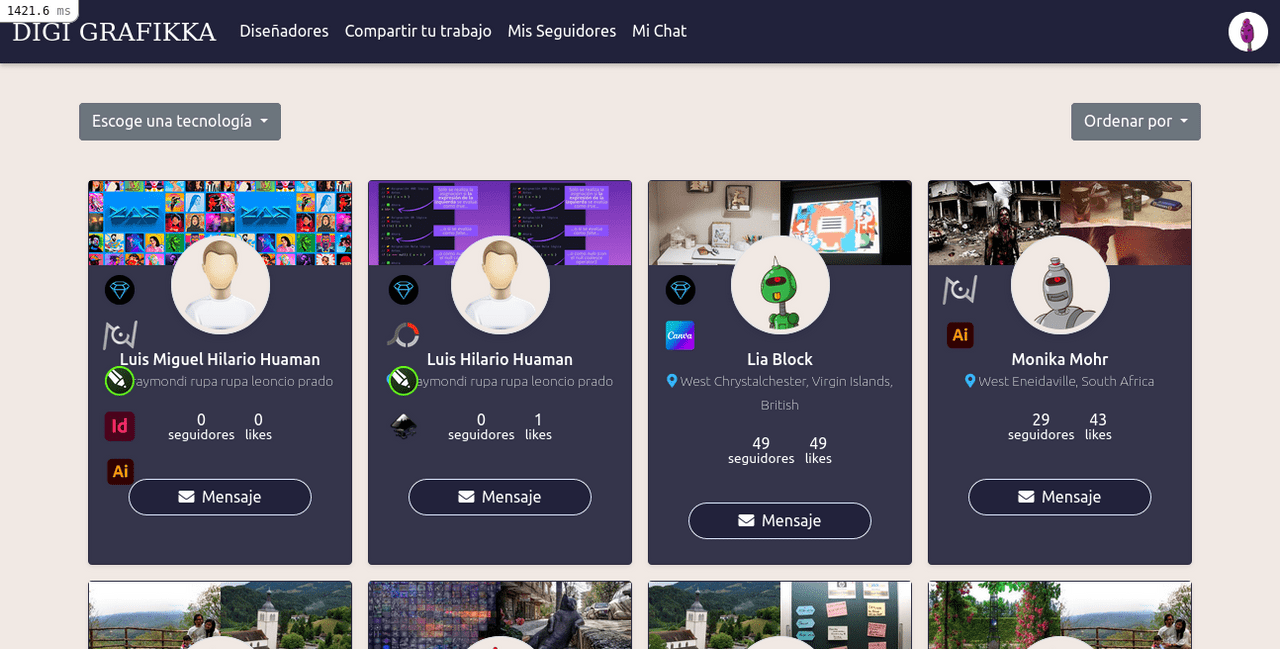 1421.6 ms
DIGI GRAFIKKA
Diseñadores
Compartir tu trabajo
Mis Seguidores
Mi Chat
Escoge una tecnología
Ordenar por
Luis Miguel Hilario Huaman
raymondi rupa rupa leoncio prado
0 0
seguidores likes
Id
Ai
Mensaje
Luis Hilario Huaman
aymondi rupa rupa leoncio prado
0 1
seguidores likes
Mensaje
Canva
Lia Block
West Chrystalchester, Virgin Islands,
British
49 49
seguidores likes
Mensaje
Ai
Monika Mohr
West Eneidaville, South Africa
29 43
seguidores likes
Mensaje